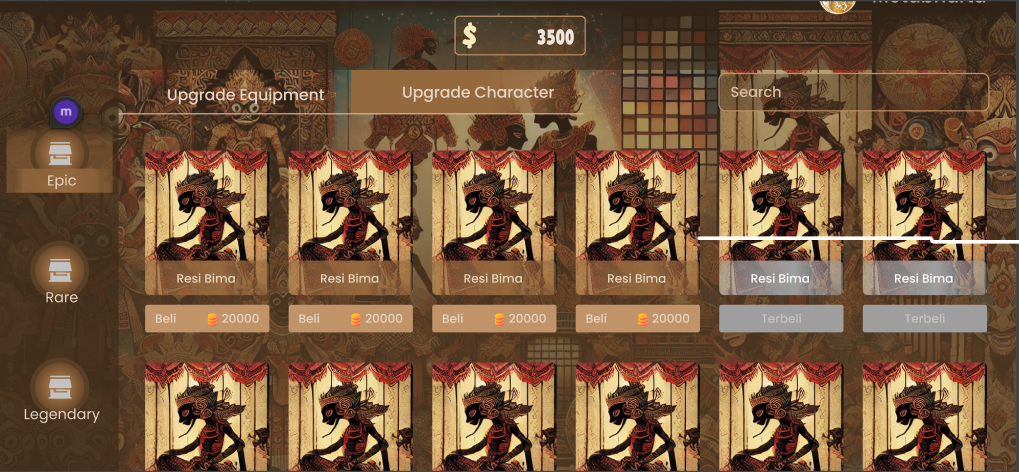 $ 3500
Upgrade Equipment
Upgrade Character
Search
m
Epic
Rare
Legendary
Resi Bima
Resi Bima
Resi Bima
Resi Bima
Resi Bima
Resi Bima
Beli 20000
Beli 20000
Beli 20000
Beli 20000
Terbeli
Terbeli